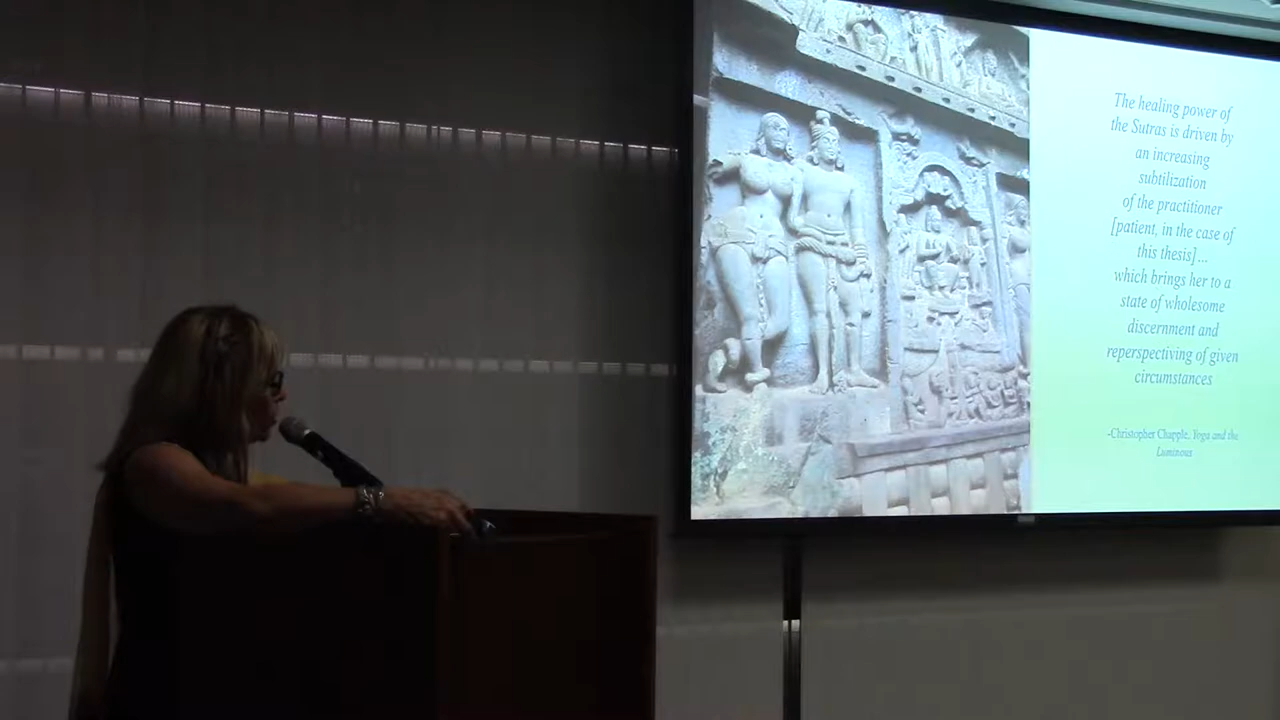 The healing power of
the Sutras is driven by
an increasing
subtilization
of the practitioner
[patient, in the case of
this thesis]...
which brings her to a
state of wholesome
discernment and
reperspectiving of given
circumstances
-Christopher Chapple, Yoga and the
Luminous